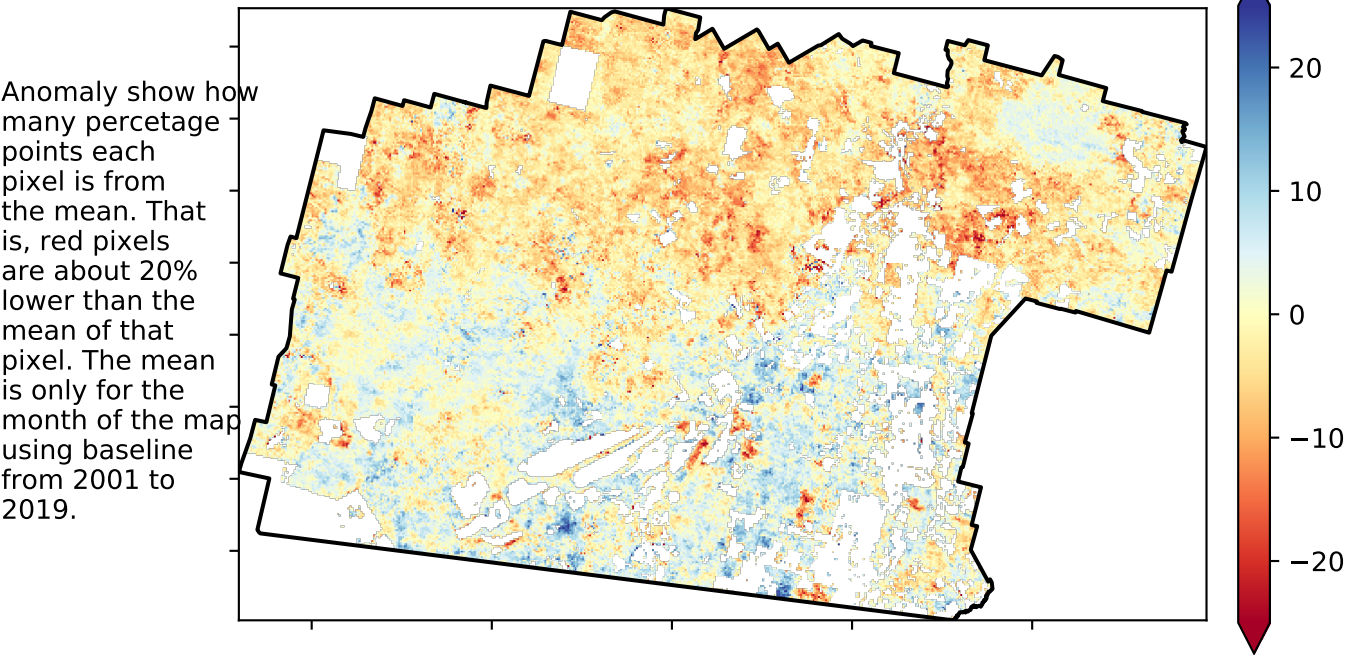 Anomaly show how
many percetage
points each
pixel is from
the mean. That
is, red pixels
are about 20%
lower than the
mean of that
pixel. The mean
is only for the
month of the map
using baseline
from 2001 to
2019.
20
10
0
−10
−20